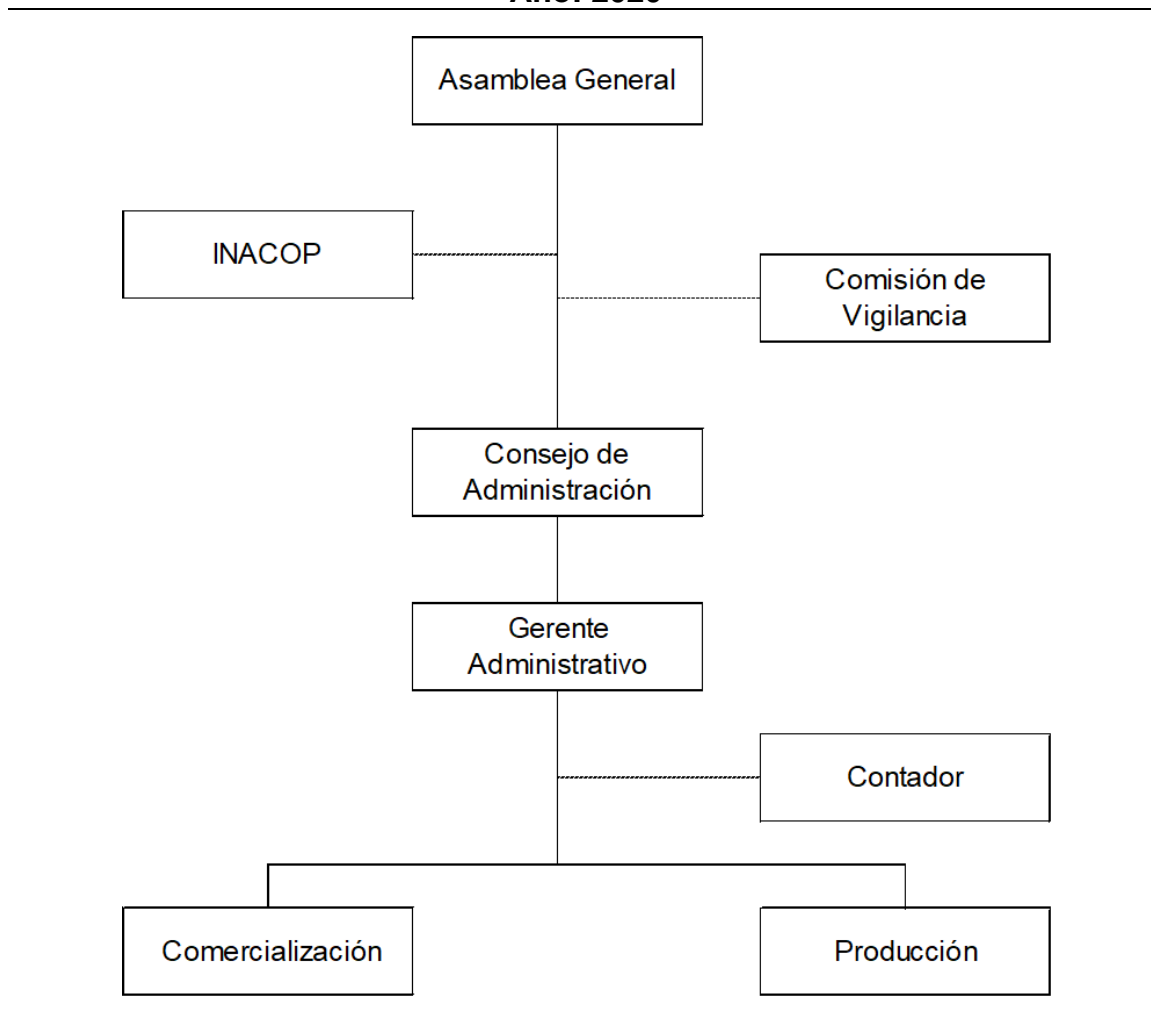 Asamblea General
INACOP
Comisión de
Vigilancia
Consejo de
Administración
Gerente
Administrativo
Contador
Comercialización
Producción